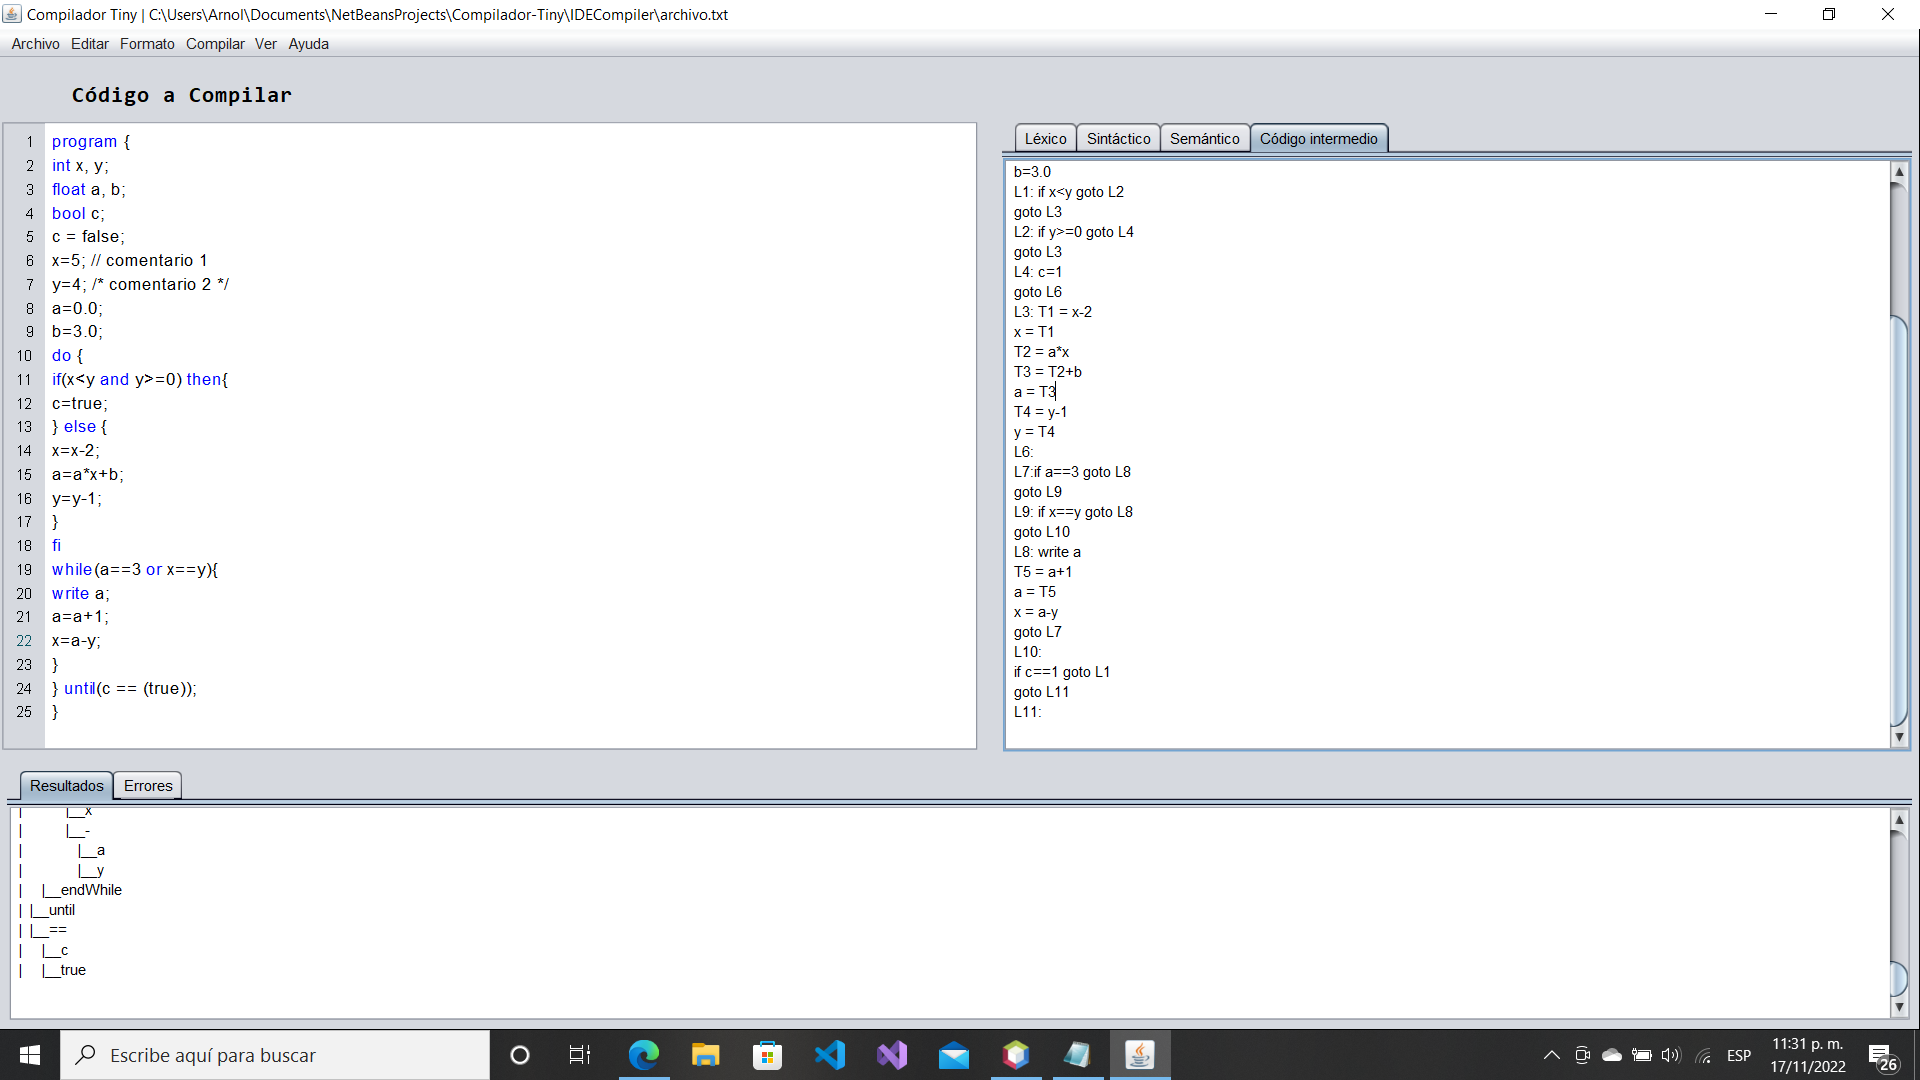 Compilador Tiny | C:\Users\Arnol\Documents\NetBeansProjects\Compilador-Tiny\IDECompiler\archivo.txt
Archivo Editar Formato Compilar Ver Ayuda
Código a Compilar
1 program {
2 int x, y;
3 float a, b;
4 bool c;
5 c = false;
6 x=5; // comentario 1
7 y=4; /* comentario 2 */
8 a=0.0;
9 b=3.0;
10 do {
11 if(x<y and y>=0) then{
12 c=true;
13 } else {
14 x=x-2;
15 a=a*x+b;
16 y=y-1;
17 }
18 fi
19 while(a==3 or x==y){
20 write a;
21 a=a+1;
22 x=a-y;
23 }
24 } until(c == (true));
25 }
Léxico Sintáctico Semántico Código intermedio
b=3.0
L1: if x<y goto L2
goto L3
L2: if y>=0 goto L4
goto L3
L4: c=1
goto L6
L3: T1 = x-2
x = T1
T2 = a*x
T3 = T2+b
a = T3
T4 = y-1
y = T4
L6:
L7:if a==3 goto L8
goto L9
L9: if x==y goto L8
goto L10
L8: write a
T5 = a+1
a = T5
x = a-y
goto L7
L10:
if c==1 goto L1
goto L11
L11:
Resultados Errores
| |__x
| |__-
| |__a
| |__y
| |__endWhile
| |__until
| |__==
| |__c
| |__true
Escribe aquí para buscar
ESP
11:31 p. m.
17/11/2022
26